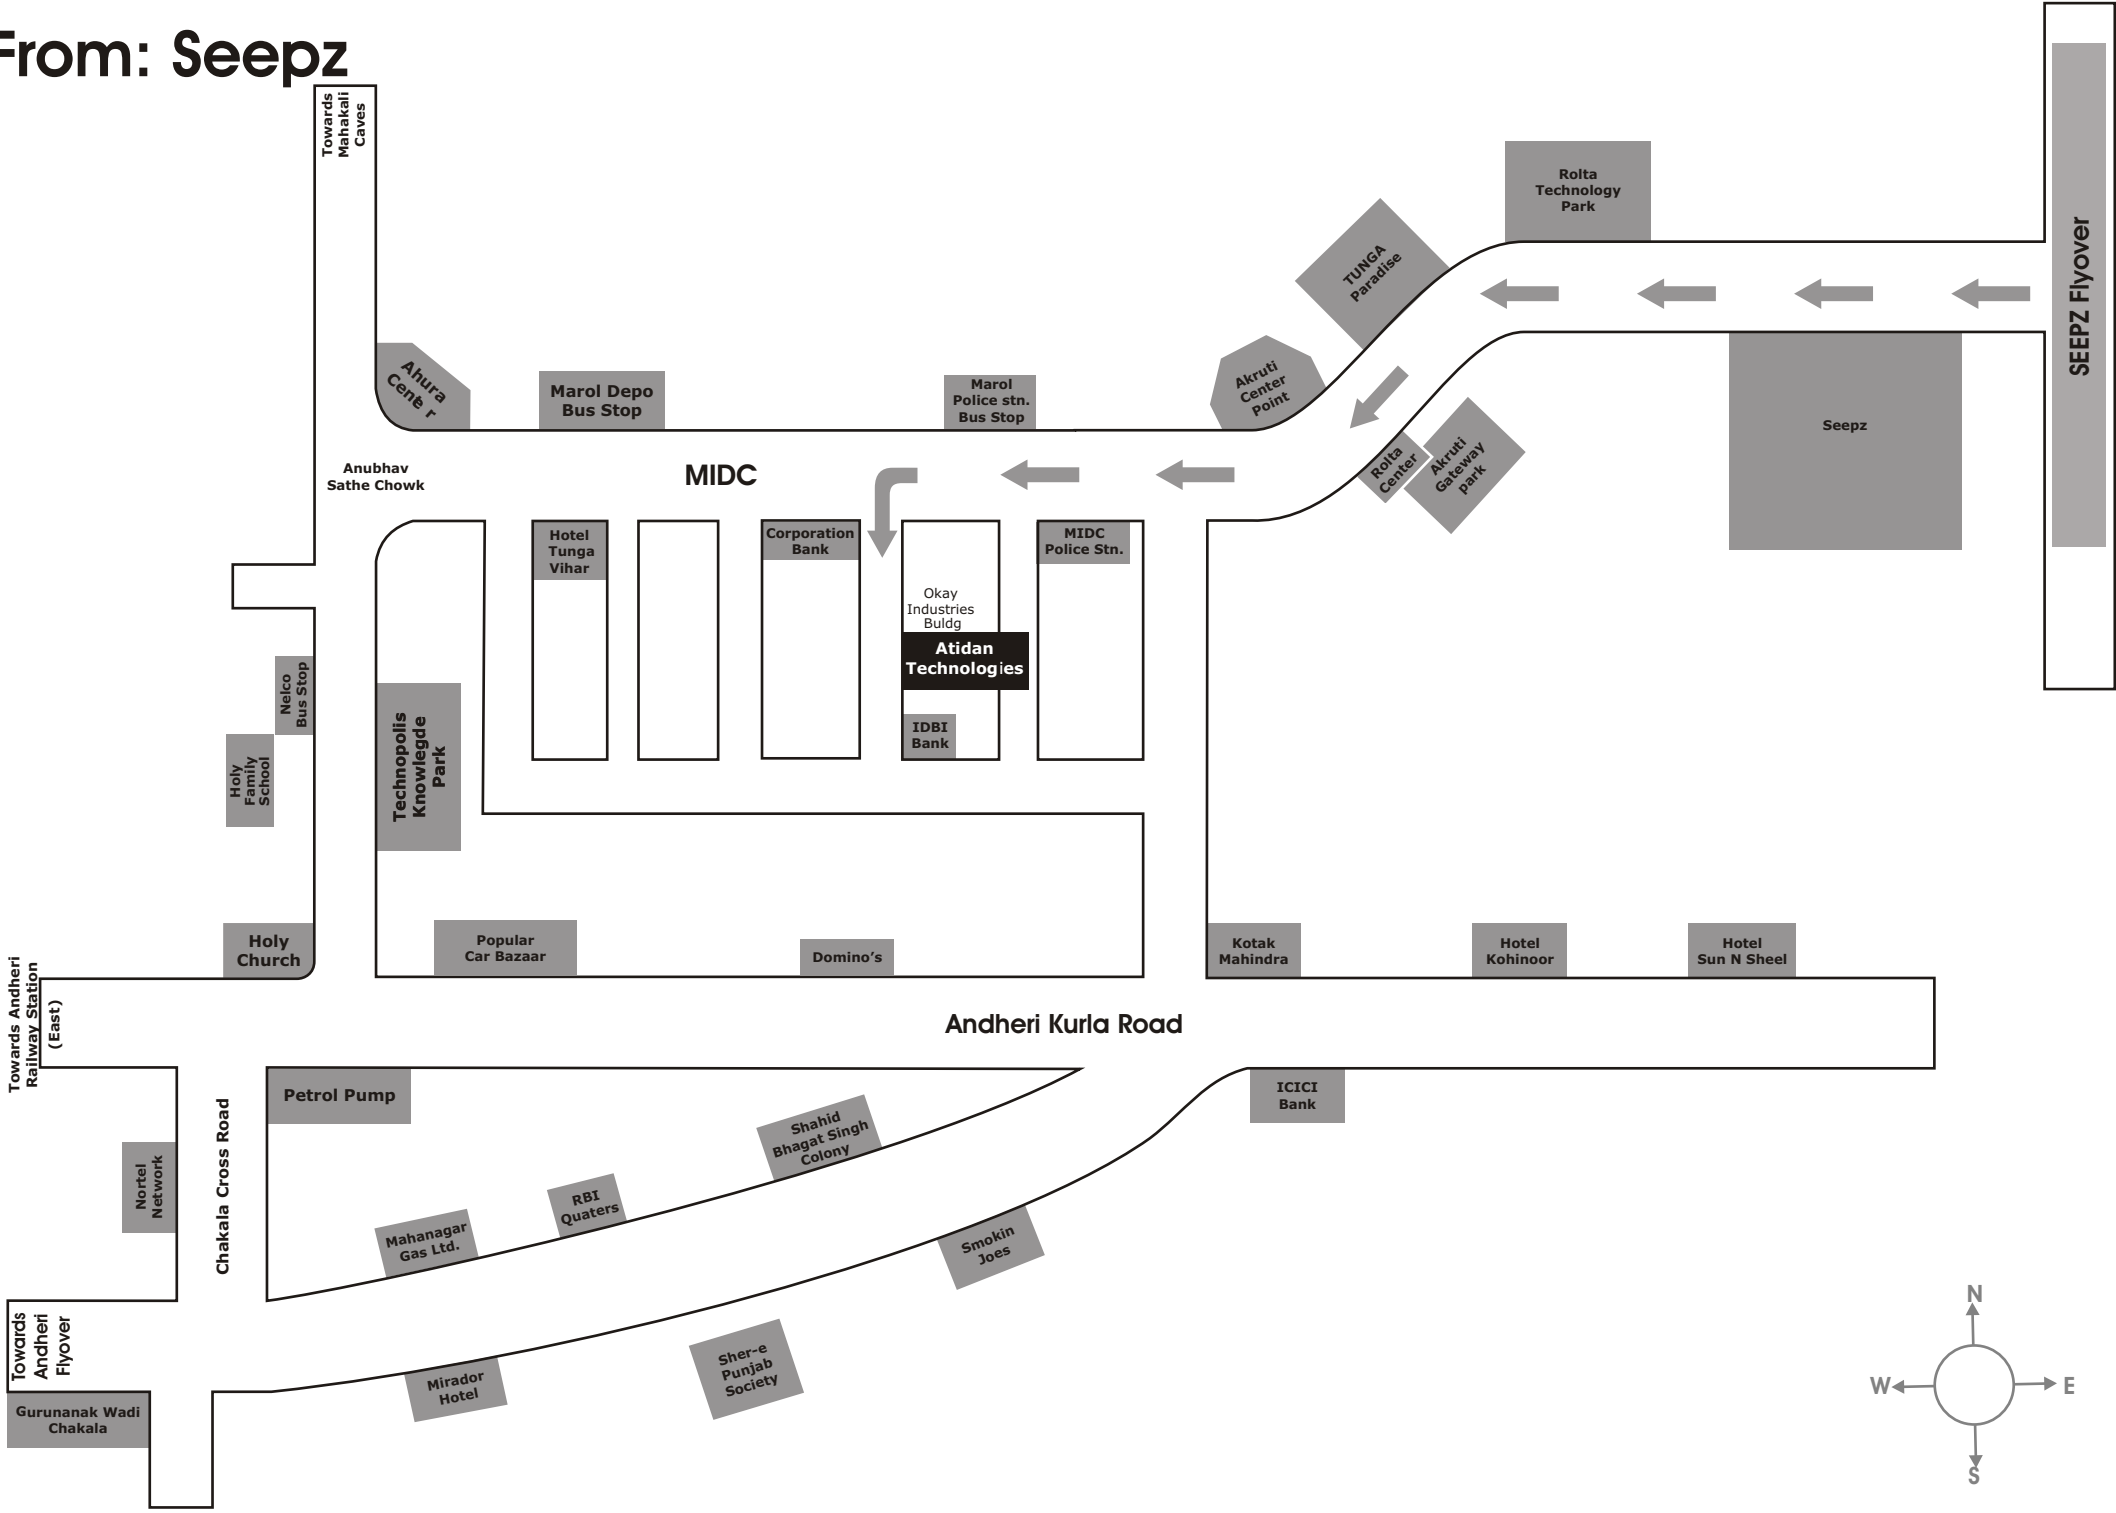 From: Seepz
Towards
Mahakali
Caves
Rolta
Technology
Park
TUNGA
Paradise
SEEPZ Flyover
Ahura
Center
Marol Depo
Bus Stop
Marol
Police stn.
Bus Stop
Akruti
Center
Point
Rolta
Center
Akruti
Gateway
park
Seepz
Anubhav
Sathe Chowk
MIDC
Hotel
Tunga
Vihar
Corporation
Bank
MIDC
Police Stn.
Okay
Industries
Buldg
Atidan
Technologies
IDBI
Bank
Nelco
Bus Stop
Holy
Family
School
Technopolis
Knowlegde
Park
Holy
Church
Popular
Car Bazaar
Domino's
Kotak
Mahindra
Hotel
Kohinoor
Hotel
Sun N Sheel
Towards Andheri
Railway Station
(East)
Andheri Kurla Road
Petrol Pump
ICICI
Bank
Nortel
Network
Chakala Cross Road
Shahid
Bhagat Singh
Colony
RBI
Quaters
Mahanagar
Gas Ltd.
Smokin
Joes
Towards
Andheri
Flyover
Sher-e
Punjab
Society
Mirador
Hotel
Gurunanak Wadi
Chakala
N
W
E
S